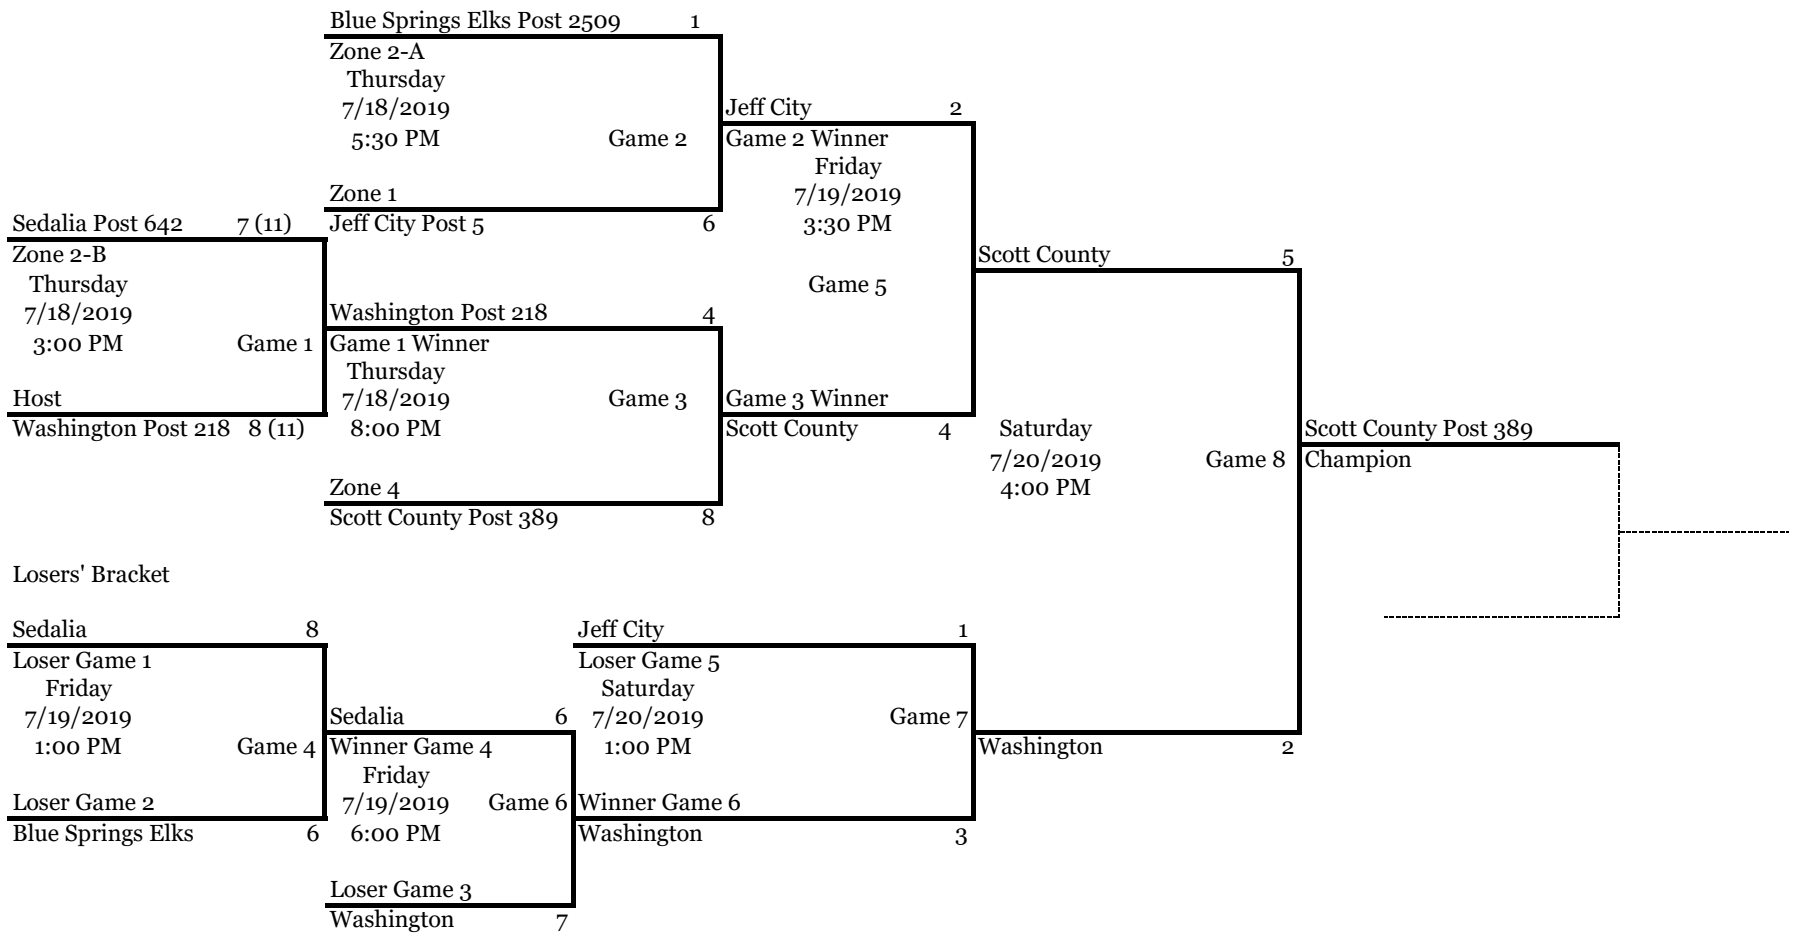 Blue Springs Elks Post 2509 1
Zone 2-A
Thursday
7/18/2019
5:30 PM Game 2
Zone 1
Jeff City Post 5 6
Jeff City 2
Game 2 Winner
Friday
7/19/2019
3:30 PM
Game 5
Sedalia Post 642 7 (11)
Zone 2-B
Thursday
7/18/2019
3:00 PM Game 1
Host
Washington Post 218 8 (11)
Washington Post 218 4
Game 1 Winner
Thursday
7/18/2019 Game 3
8:00 PM
Zone 4
Scott County Post 389 8
Game 3 Winner
Scott County 4
Scott County 5
Saturday
7/20/2019 Game 8
4:00 PM
Scott County Post 389
Champion
Losers' Bracket
Sedalia 8
Loser Game 1
Friday
7/19/2019
1:00 PM Game 4
Loser Game 2
Blue Springs Elks 6
Sedalia 6
Winner Game 4
Friday
7/19/2019 Game 6
6:00 PM
Loser Game 3
Washington 7
Jeff City 1
Loser Game 5
Saturday
7/20/2019 Game 7
1:00 PM
Winner Game 6
Washington 3
Washington 2